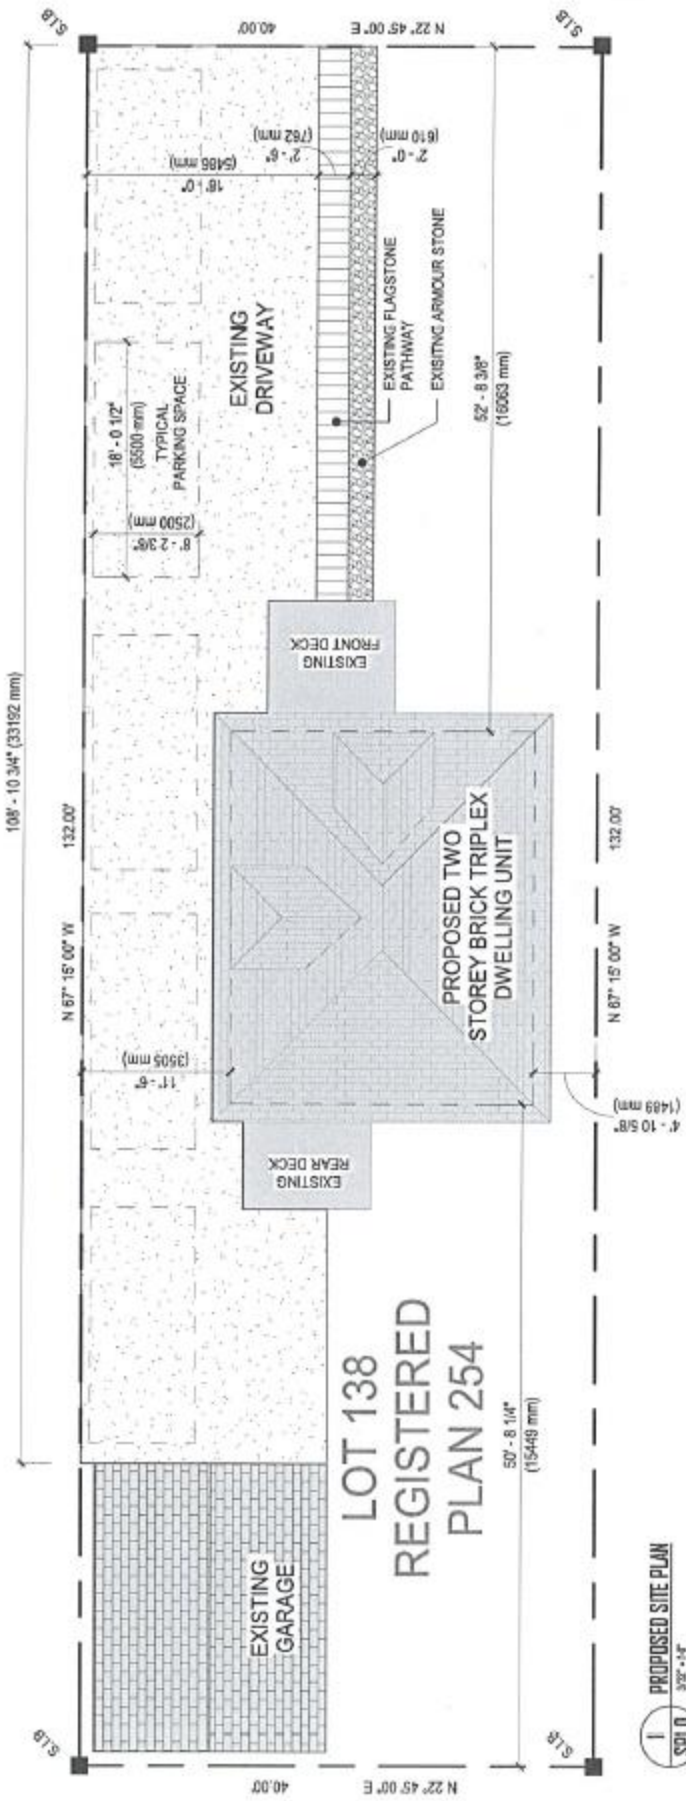 S.I.B
40.00'
N 22° 45' 00" E
S.I.B
108' - 10 3/4" (33192 mm)
18'-0"
(5486 mm)
2' - 6"
(762 mm)
2' - 0"
(610 mm)
EXISTING
DRIVEWAY
EXISTING FLAGSTONE
PATHWAY
EXISITNG ARMOUR STONE
18' - 0 1/2"
(5500 mm)
TYPICAL
PARKING SPACE
8' - 2 3/8"
(2500 mm)
52' - 8 3/8"
(16063 mm)
EXISTING
FRONT DECK
N 67° 15' 00" W
132.00'
PROPOSED TWO
STOREY BRICK TRIPLEX
DWELLING UNIT
N 67° 15' 00" W
132.00'
11' - 6"
(3505 mm)
4' - 10 5/8"
(1489 mm)
EXISTING
REAR DECK
LOT 138
REGISTERED
PLAN 254
50' - 8 1/4"
(15449 mm)
EXISTING
GARAGE
S.I.B
40.00'
N 22° 45' 00" E
S.I.B
1
PROPOSED SITE PLAN